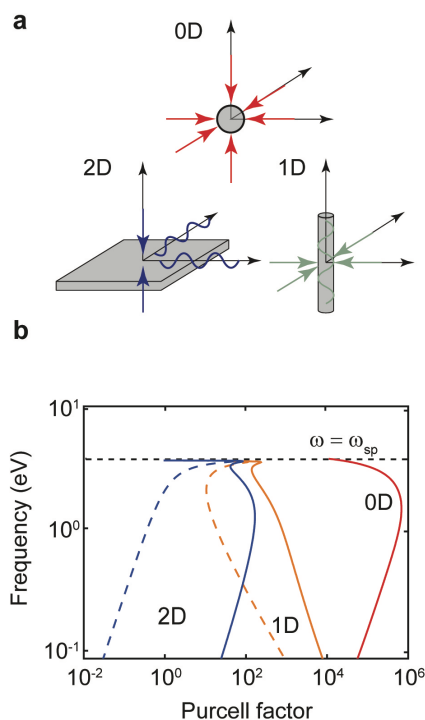 a
0D
2D
1D
b
10¹
ω = ω_sp
0D
10⁰
2D
1D
10⁻¹
10⁻²
10⁰
10²
10⁴
10⁶
Frequency (eV)
Purcell factor